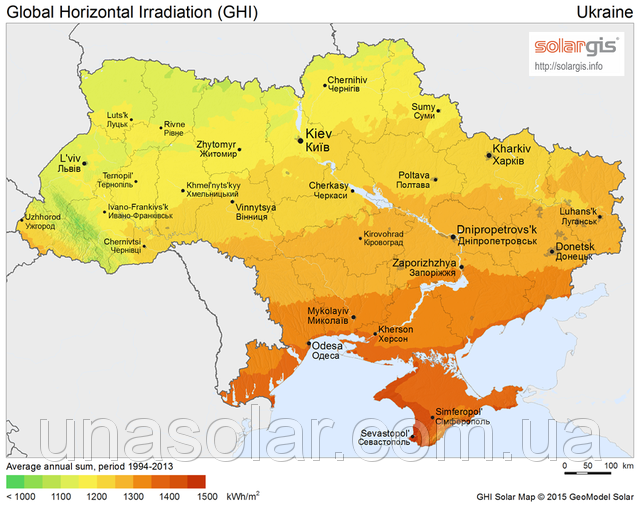 Global Horizontal Irradiation (GHI)
Ukraine
solargis
http://solargis.info
Chernihiv
Чернігів
Sumy
Суми
Luts'k
Луцьк
Rivne
Рівне
Kiev
Київ
Zhytomyr
Житомир
Kharkiv
Харків
L'viv
Львів
Ternopil'
Тернопіль
Khmel'nyts'kyy
Хмельницький
Poltava
Полтава
Cherkasy
Черкаси
Vinnytsya
Вінниця
Ivano-Frankivs'k
Ивано-Франківськ
Uzhhorod
Ужгород
Luhans'k
Луганськ
Chernivtsi
Чернівці
Kirovohrad
Кировоград
Dnipropetrovs'k
Дніпропетровськ
Donetsk
Донецьк
Zaporizhzhya
Запоріжжя
Mykolayiv
Миколаїв
Kherson
Херсон
Odesa
Одеса
Simferopol'
Сімферополь
Sevastopol'
Севастополь
unasolar.com.ua
Average annual sum, period 1994-2013
0 50 100 km
< 1000 1100 1200 1300 1400 1500 kWh/m²
GHI Solar Map © 2015 GeoModel Solar